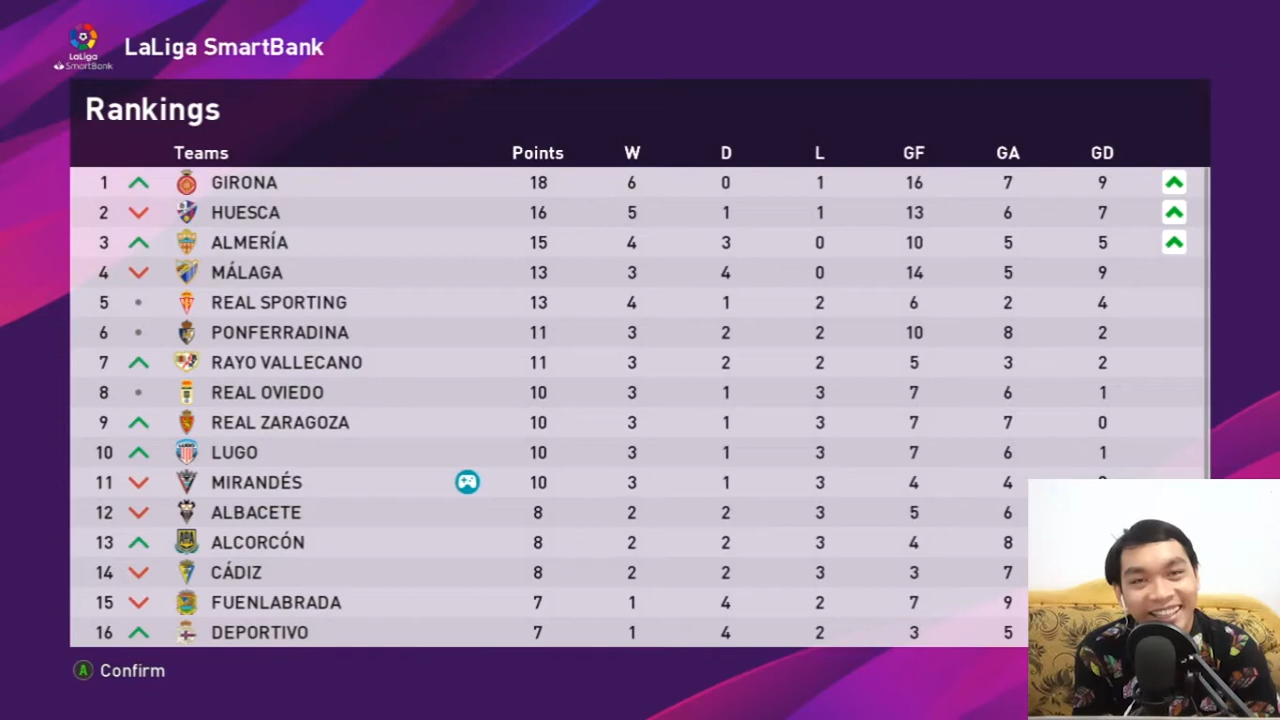 LaLiga SmartBank
LaLiga
SmartBank
Rankings
Teams Points W D L GF GA GD
1 GIRONA 18 6 0 1 16 7 9
2 HUESCA 16 5 1 1 13 6 7
3 ALMERÍA 15 4 3 0 10 5 5
4 MÁLAGA 13 3 4 0 14 5 9
5 REAL SPORTING 13 4 1 2 6 2 4
6 PONFERRADINA 11 3 2 2 10 8 2
7 RAYO VALLECANO 11 3 2 2 5 3 2
8 REAL OVIEDO 10 3 1 3 7 6 1
9 REAL ZARAGOZA 10 3 1 3 7 7 0
10 LUGO 10 3 1 3 7 6 1
11 MIRANDÉS 10 3 1 3 4 4
12 ALBACETE 8 2 2 3 5 6
13 ALCORCÓN 8 2 2 3 4 8
14 CÁDIZ 8 2 2 3 3 7
15 FUENLABRADA 7 1 4 2 7 9
16 DEPORTIVO 7 1 4 2 3 5
A Confirm